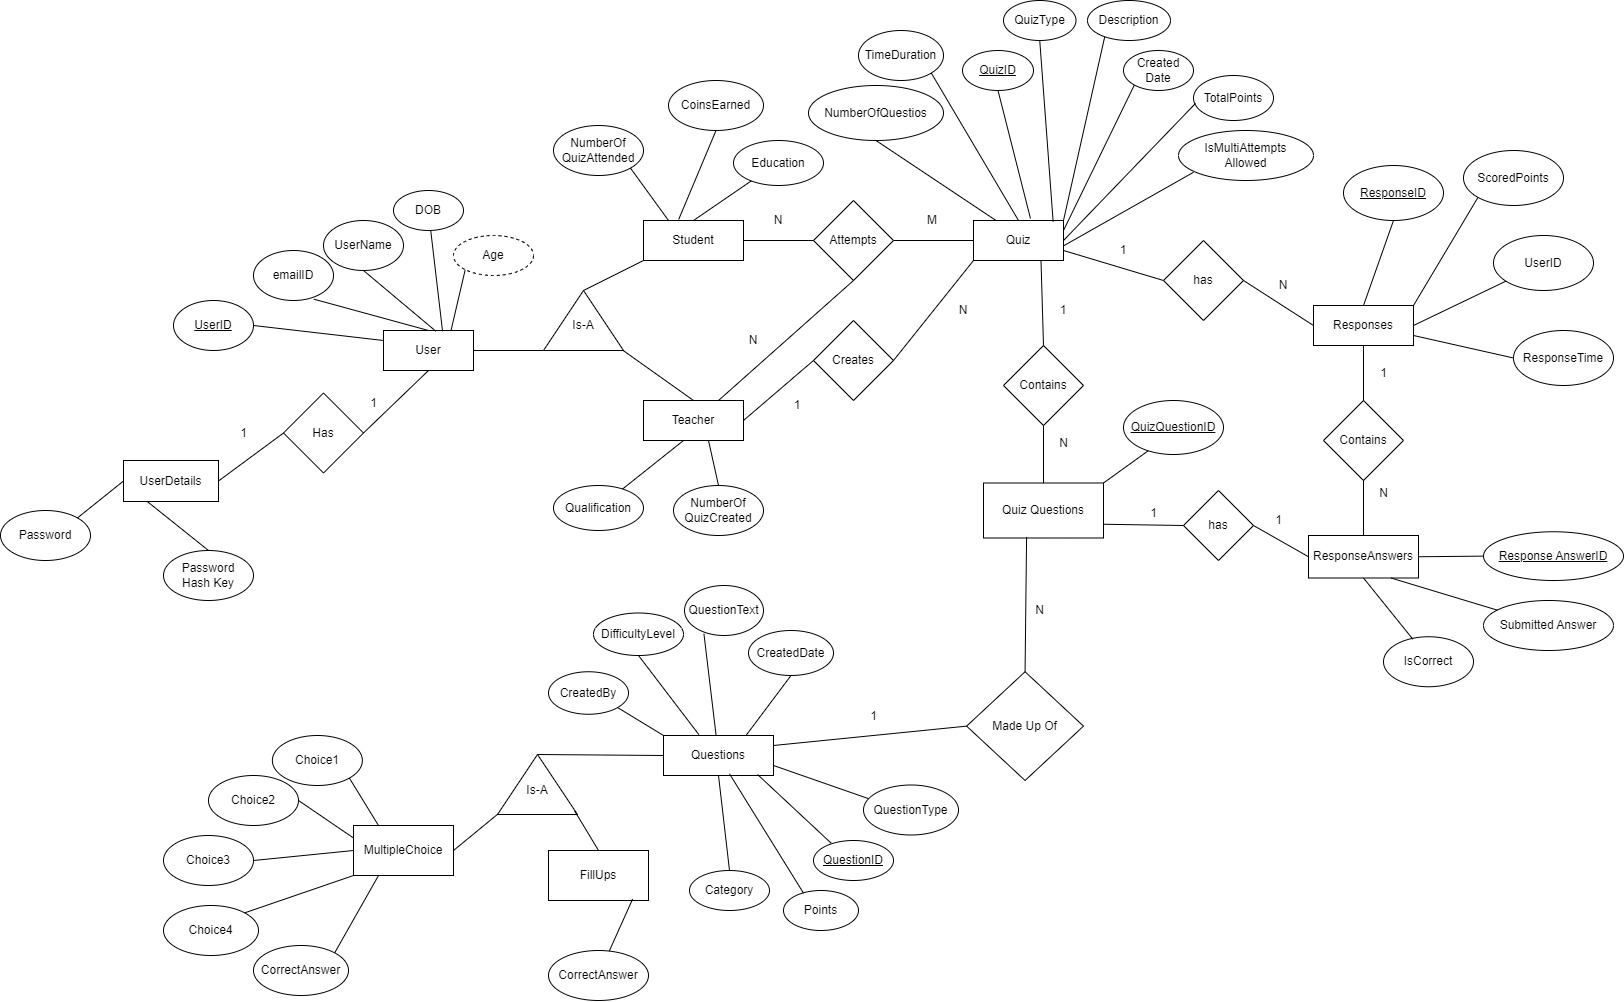 QuizType
Description
TimeDuration
QuizID
Created
Date
CoinsEarned
NumberOfQuestios
TotalPoints
NumberOf
QuizAttended
Education
IsMultiAttempts
Allowed
ResponseID
ScoredPoints
DOB
UserName
Age
emailID
UserID
Student
N
Attempts
M
Quiz
1
has
N
UserID
Responses
ResponseTime
User
Is-A
N
Creates
N
1
Contains
N
1
Has
1
Teacher
1
1
Contains
N
QuizQuestionID
UserDetails
Password
Password
Hash Key
Qualification
NumberOf
QuizCreated
Quiz Questions
1
has
1
ResponseAnswers
Response AnswerID
Submitted Answer
IsCorrect
N
QuestionText
DifficultyLevel
CreatedDate
CreatedBy
1
Made Up Of
Questions
Is-A
QuestionType
QuestionID
Points
Category
Choice1
Choice2
MultipleChoice
Choice3
FillUps
Choice4
CorrectAnswer
CorrectAnswer